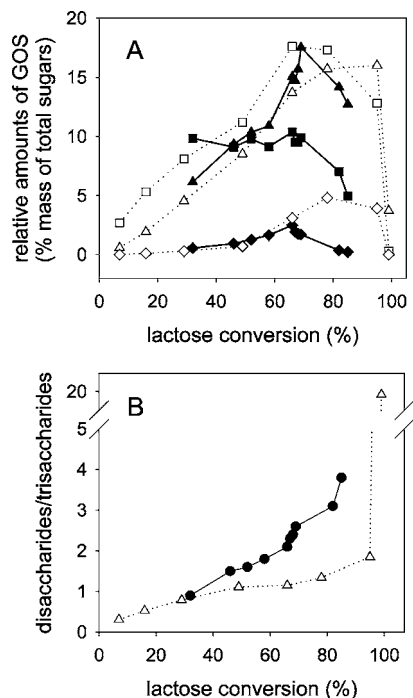 A
relative amounts of GOS
(% mass of total sugars)
20
15
10
5
0
0 20 40 60 80 100
lactose conversion (%)
B
disaccharides/trisaccharides
20
5
4
3
2
1
0
0 20 40 60 80 100
lactose conversion (%)